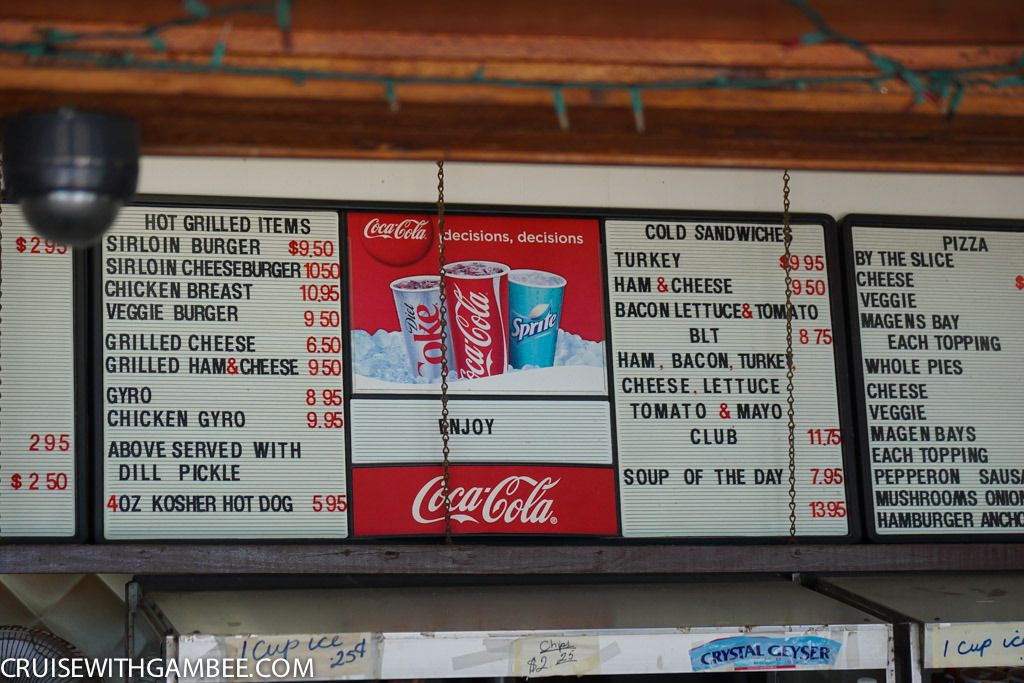 $2.95
2.95
$2.50
HOT GRILLED ITEMS
SIRLOIN BURGER $9.50
SIRLOIN CHEESEBURGER 10.50
CHICKEN BREAST 10.95
VEGGIE BURGER 9.50
GRILLED CHEESE 6.50
GRILLED HAM&CHEESE 9.50
GYRO 8.95
CHICKEN GYRO 9.95
ABOVE SERVED WITH
DILL PICKLE
4OZ KOSHER HOT DOG 5.95
Coca-Cola
decisions, decisions
Diet Coke
Coca-Cola
Sprite
ENJOY
Coca-Cola®
COLD SANDWICHE
TURKEY $9.95
HAM & CHEESE 9.50
BACON LETTUCE&TOMATO
BLT 8.75
HAM, BACON, TURKEY
CHEESE, LETTUCE
TOMATO & MAYO
CLUB 11.75
SOUP OF THE DAY 7.95
13.95
PIZZA
BY THE SLICE
CHEESE $
VEGGIE
MAGENS BAY
EACH TOPPING
WHOLE PIES
CHEESE
VEGGIE
MAGEN BAYS
EACH TOPPING
PEPPERON SAUSA
MUSHROOMS ONION
HAMBURGER ANCHO
1 CUP ice 25¢
Chips
$2.25
CRYSTAL GEYSER
1 CUP ic
CRUISEWITHGAMBEE.COM